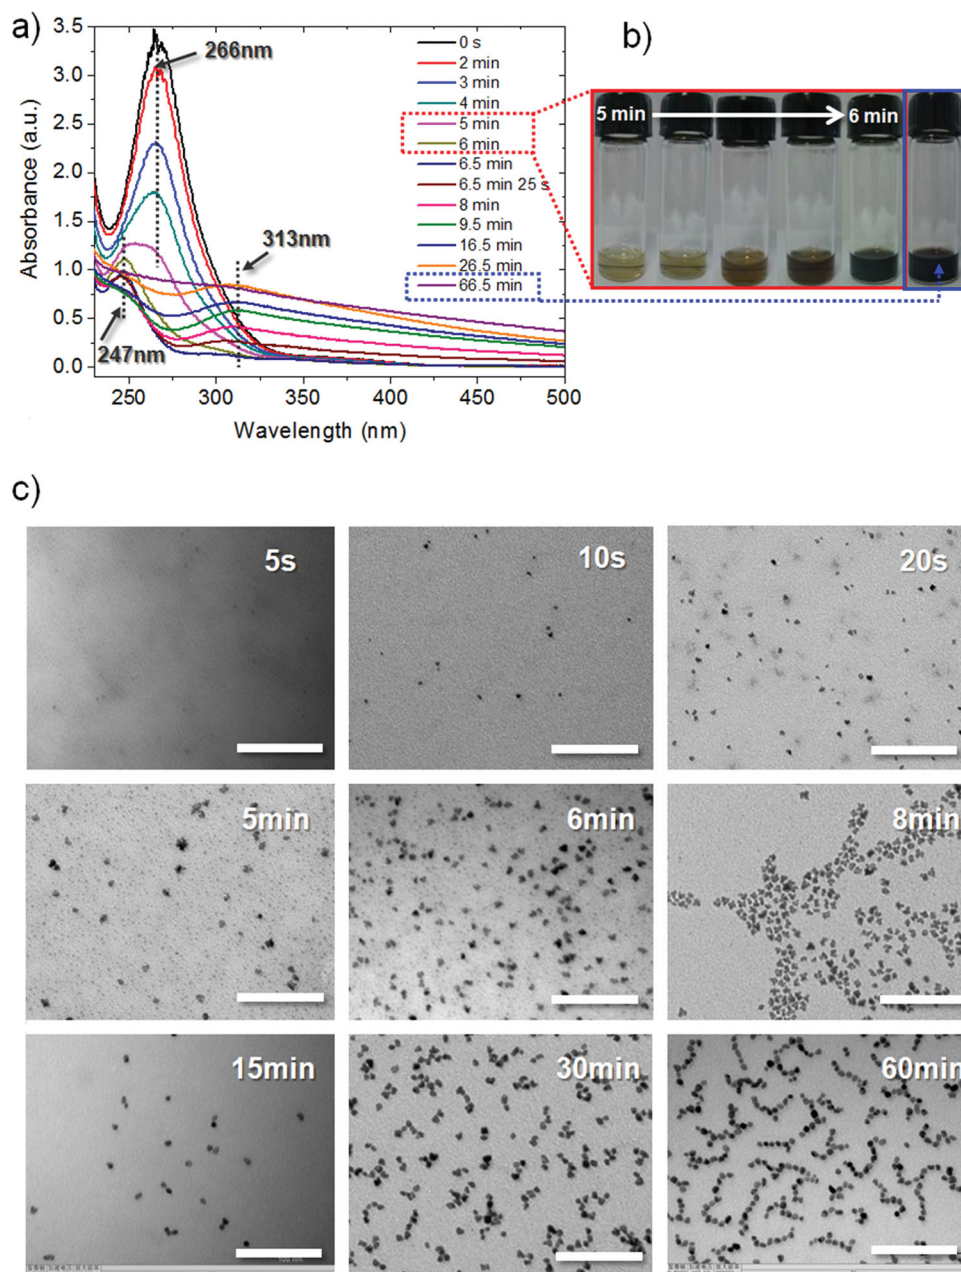 a)
b)
3.5
3.0
2.5
2.0
1.5
1.0
0.5
0.0
Absorbance (a.u.)
266nm
313nm
247nm
0 s
2 min
3 min
4 min
5 min
6 min
6.5 min
6.5 min 25 s
8 min
9.5 min
16.5 min
26.5 min
66.5 min
5 min
6 min
250 300 350 400 450 500
Wavelength (nm)
c)
5s
10s
20s
5min
6min
8min
15min
30min
60min